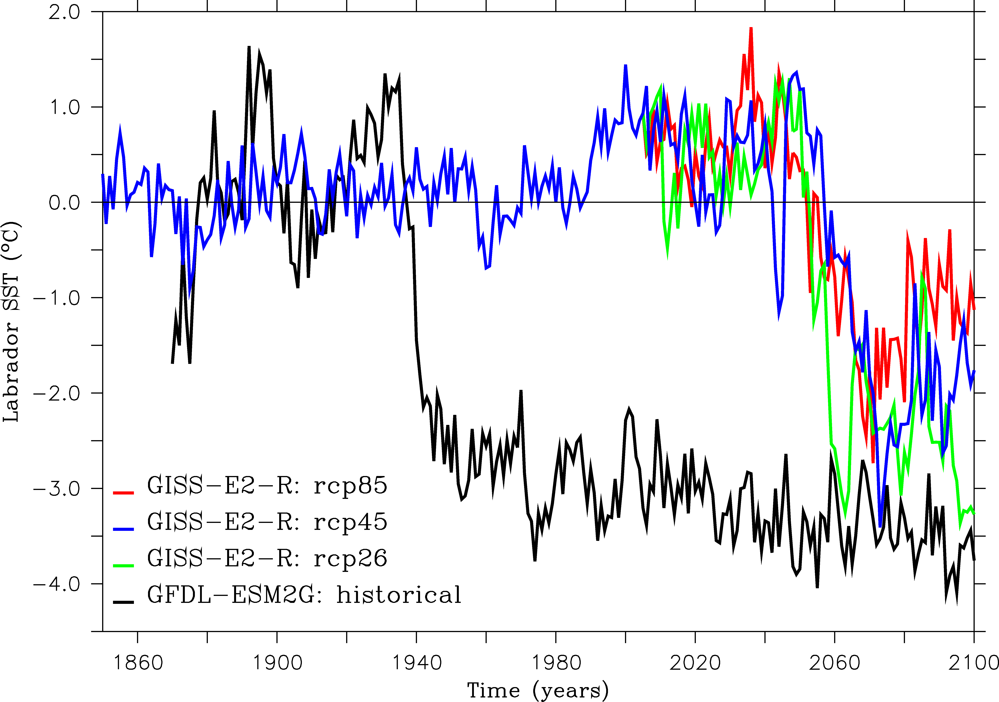 2.0
1.0
0.0
−1.0
−2.0
−3.0
−4.0
Labrador SST (°C)
GISS−E2−R: rcp85
GISS−E2−R: rcp45
GISS−E2−R: rcp26
GFDL−ESM2G: historical
1860 1900 1940 1980 2020 2060 2100
Time (years)